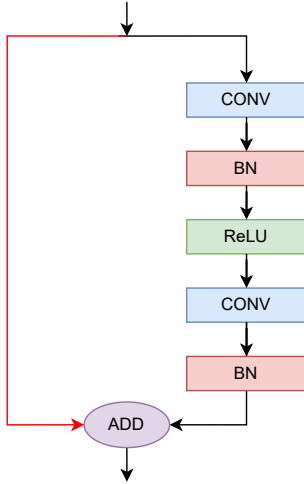 CONV
BN
ReLU
CONV
BN
ADD